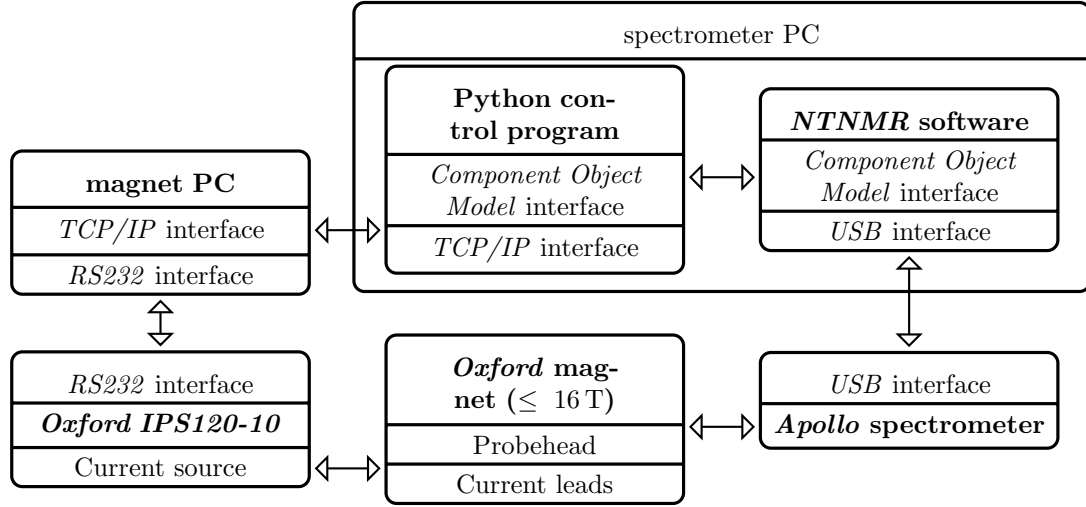 spectrometer PC
Python con-
trol program
Component Object
Model interface
TCP/IP interface
NTNMR software
Component Object
Model interface
USB interface
magnet PC
TCP/IP interface
RS232 interface
RS232 interface
Oxford IPS120-10
Current source
Oxford mag-
net (≤ 16 T)
Probehead
Current leads
USB interface
Apollo spectrometer